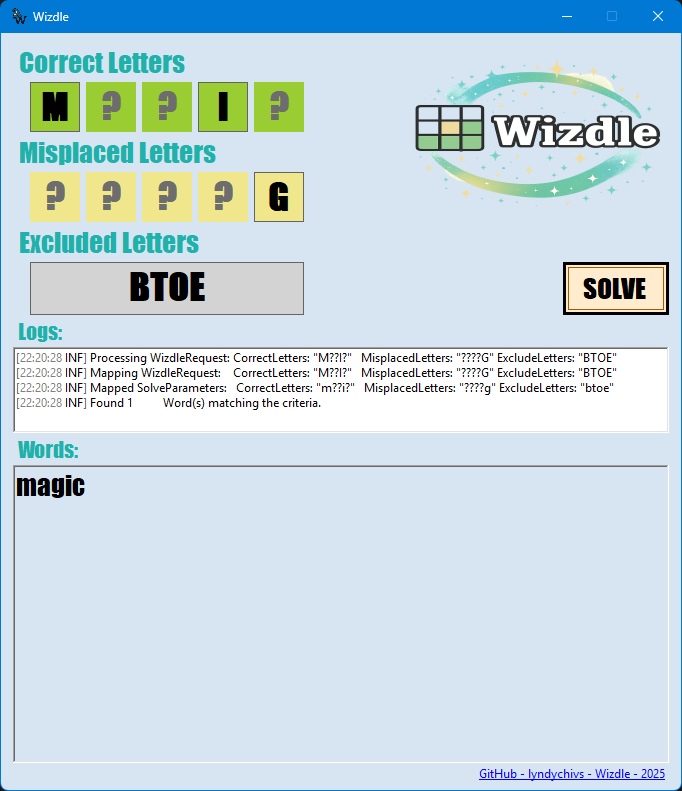 Wizdle
Correct Letters
M ? ? I ?
Misplaced Letters
? ? ? ? G
Wizdle
Excluded Letters
BTOE
SOLVE
Logs:
[22:20:28 INF] Processing WizdleRequest: CorrectLetters: "M??I?" MisplacedLetters: "????G" ExcludeLetters: "BTOE"
[22:20:28 INF] Mapping WizdleRequest: CorrectLetters: "M??I?" MisplacedLetters: "????G" ExcludeLetters: "BTOE"
[22:20:28 INF] Mapped SolveParameters: CorrectLetters: "m??i?" MisplacedLetters: "????g" ExcludeLetters: "btoe"
[22:20:28 INF] Found 1 Word(s) matching the criteria.
Words:
magic
GitHub - lyndychivs - Wizdle - 2025